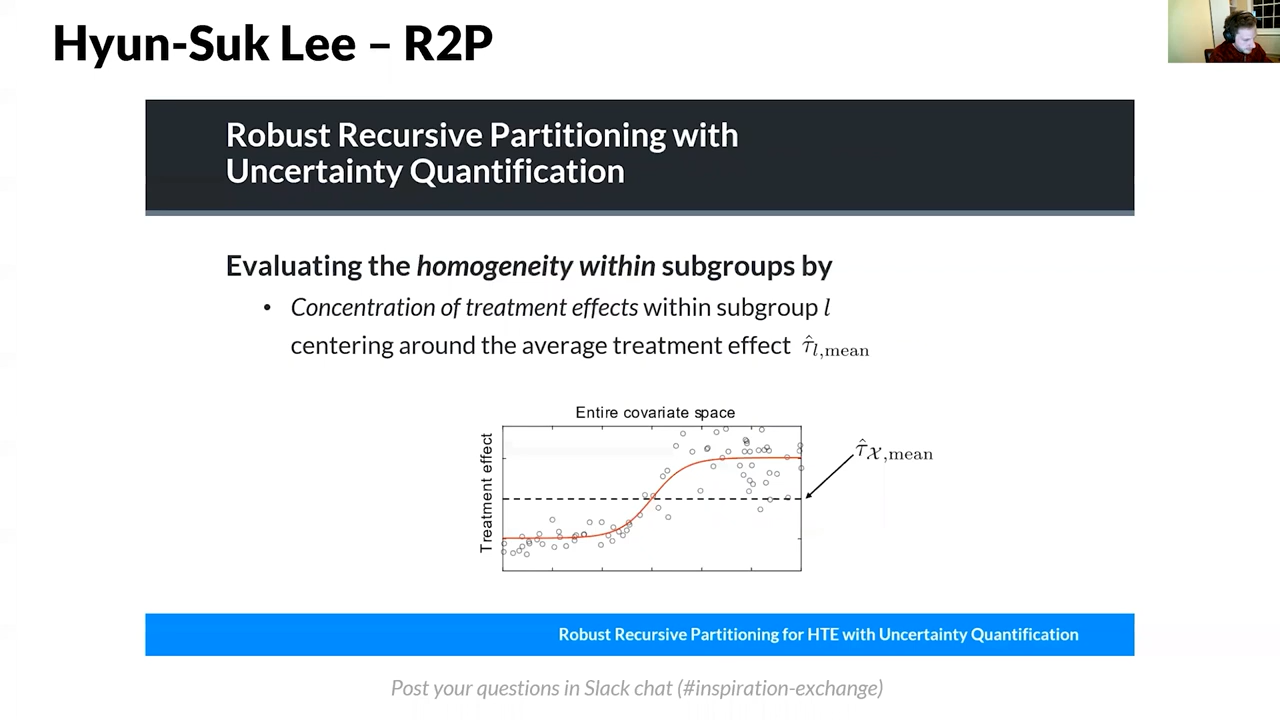 Hyun-Suk Lee – R2P
Robust Recursive Partitioning with
Uncertainty Quantification
Evaluating the homogeneity within subgroups by
• Concentration of treatment effects within subgroup l
centering around the average treatment effect τ̂l,mean
Entire covariate space
Treatment effect
τ̂𝒳,mean
Robust Recursive Partitioning for HTE with Uncertainty Quantification
Post your questions in Slack chat (#inspiration-exchange)